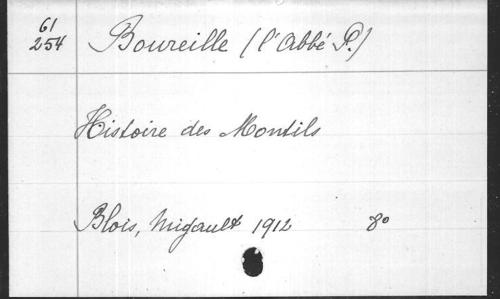 61
254
Boureille (l'Abbé P.)
Histoire des Montils
Blois, Migault 1912 8°